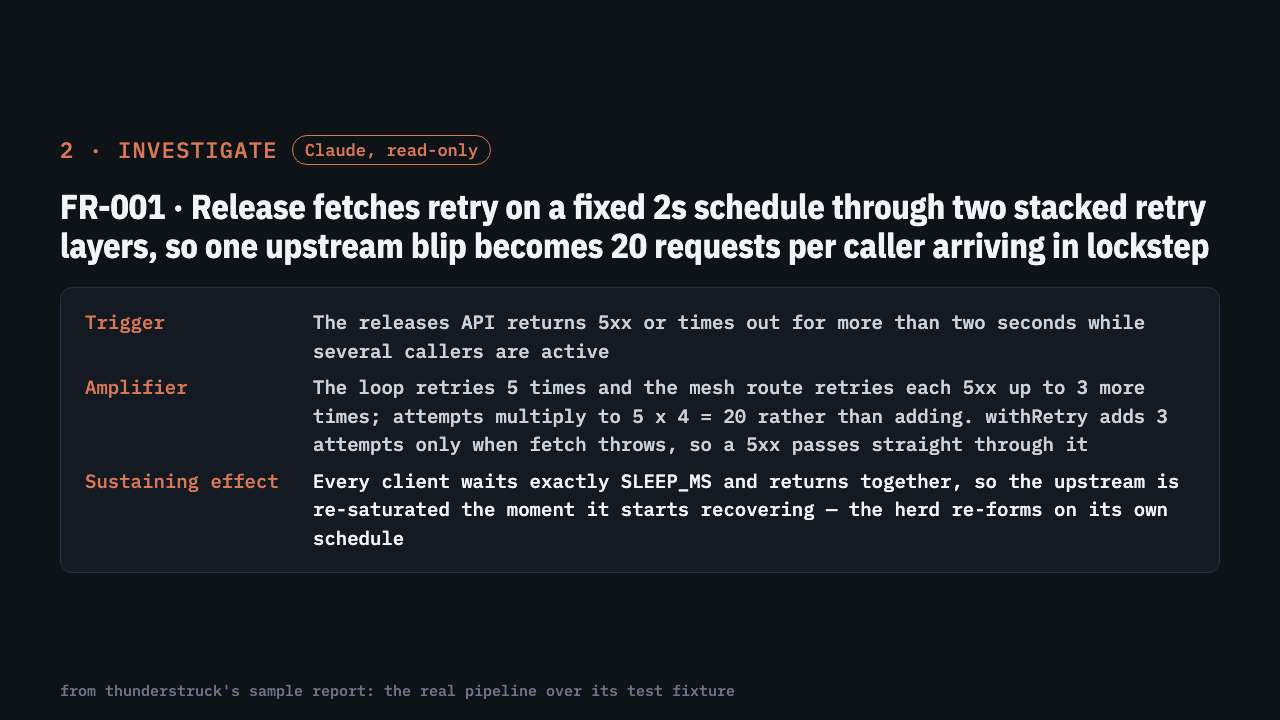 2 · INVESTIGATE Claude, read-only
FR-001 · Release fetches retry on a fixed 2s schedule through two stacked retry
layers, so one upstream blip becomes 20 requests per caller arriving in lockstep
Trigger The releases API returns 5xx or times out for more than two seconds while
several callers are active
Amplifier The loop retries 5 times and the mesh route retries each 5xx up to 3 more
times; attempts multiply to 5 x 4 = 20 rather than adding. withRetry adds 3
attempts only when fetch throws, so a 5xx passes straight through it
Sustaining effect Every client waits exactly SLEEP_MS and returns together, so the upstream is
re-saturated the moment it starts recovering — the herd re-forms on its own
schedule
from thunderstruck's sample report: the real pipeline over its test fixture